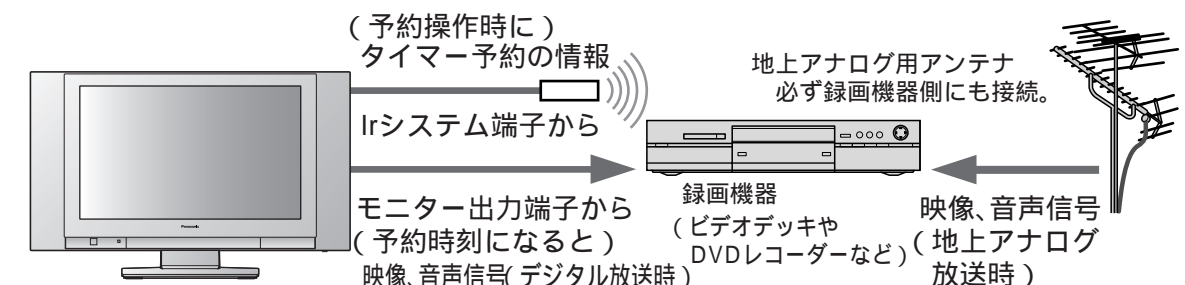 (予約操作時に)
タイマー予約の情報
Irシステム端子から
モニター出力端子から
(予約時刻になると)
映像、音声信号(デジタル放送時)
地上アナログ用アンテナ
必ず録画機器側にも接続。
録画機器
(ビデオデッキや
DVDレコーダーなど)
映像、音声信号
(地上アナログ
放送時)
Panasonic